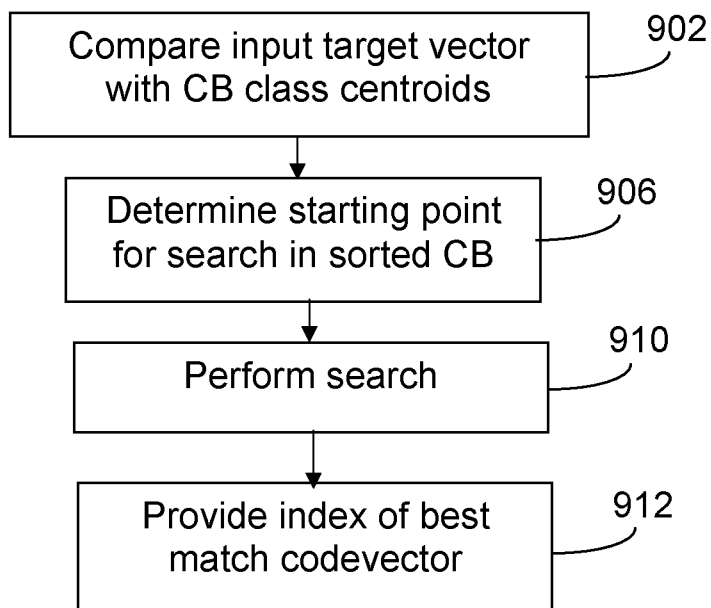 Compare input target vector
with CB class centroids
902
Determine starting point
for search in sorted CB
906
Perform search
910
Provide index of best
match codevector
912